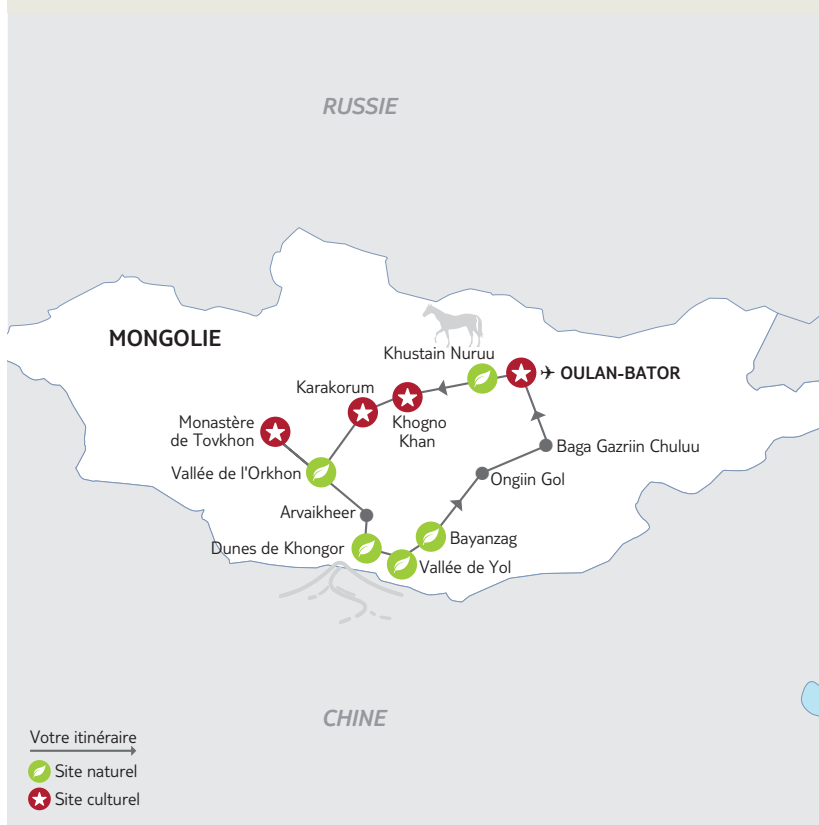 RUSSIE
MONGOLIE
Khustain Nuruu
OULAN-BATOR
Karakorum
Khogno
Khan
Monastère
de Tovkhon
Baga Gazriin Chuluu
Vallée de l'Orkhon
Ongiin Gol
Arvaikheer
Bayanzag
Dunes de Khongor
Vallée de Yol
CHINE
Votre itinéraire
Site naturel
Site culturel